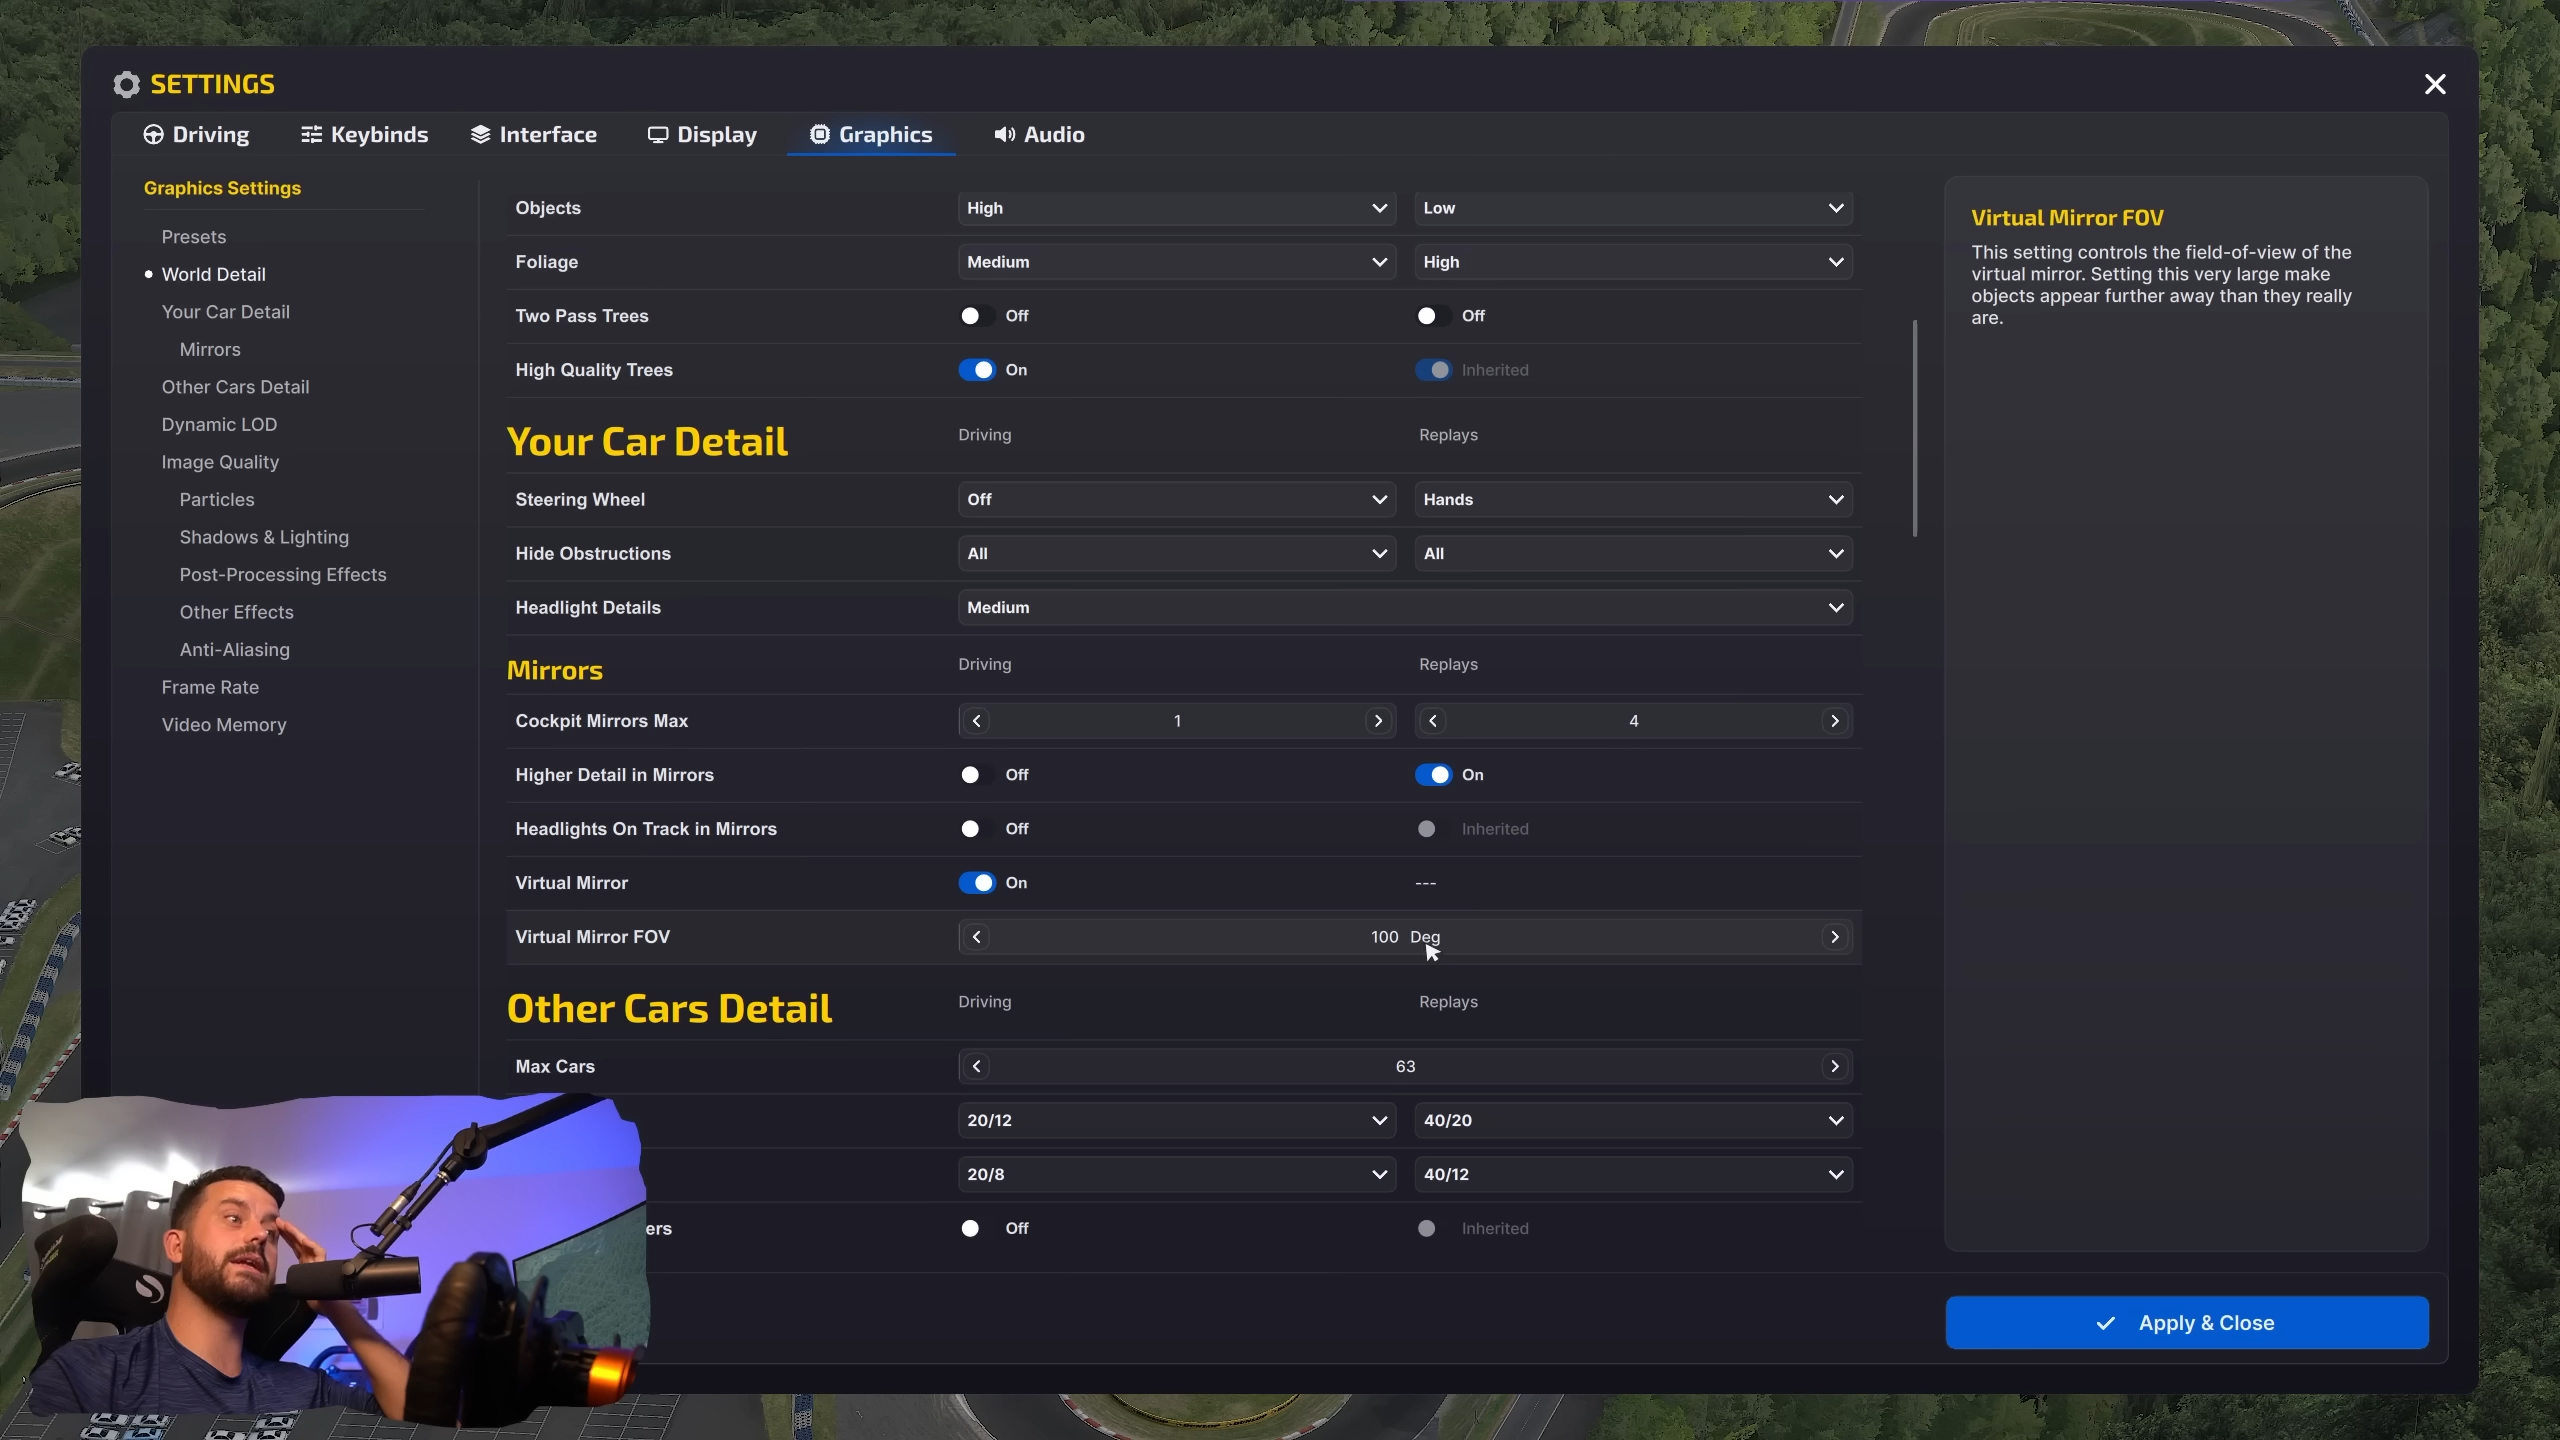 SETTINGS
Driving
Keybinds
Interface
Display
Graphics
Audio
Graphics Settings
Presets
World Detail
Your Car Detail
Mirrors
Other Cars Detail
Dynamic LOD
Image Quality
Particles
Shadows & Lighting
Post-Processing Effects
Other Effects
Anti-Aliasing
Frame Rate
Video Memory
Objects High Low
Foliage Medium High
Two Pass Trees Off Off
High Quality Trees On Inherited
Your Car Detail Driving Replays
Steering Wheel Off Hands
Hide Obstructions All All
Headlight Details Medium
Mirrors Driving Replays
Cockpit Mirrors Max 1 4
Higher Detail in Mirrors Off On
Headlights On Track in Mirrors Off Inherited
Virtual Mirror On ---
Virtual Mirror FOV 100 Deg
Other Cars Detail Driving Replays
Max Cars 63
20/12 40/20
20/8 40/12
ers Off Inherited
Virtual Mirror FOV
This setting controls the field-of-view of the
virtual mirror. Setting this very large make
objects appear further away than they really
are.
Apply & Close